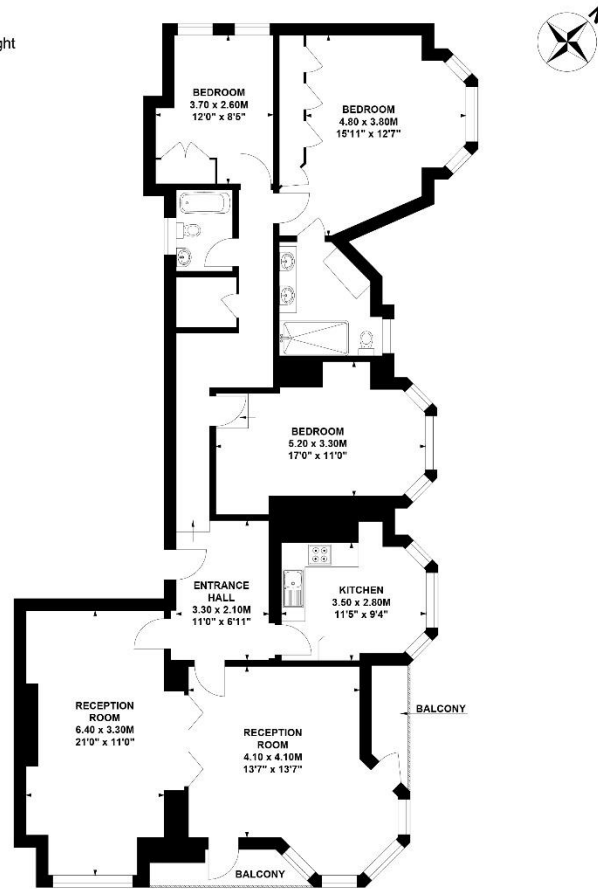 ght
N
BEDROOM
3.70 x 2.60M
12'0" x 8'5"
BEDROOM
4.80 x 3.80M
15'11" x 12'7"
BEDROOM
5.20 x 3.30M
17'0" x 11'0"
ENTRANCE
HALL
3.30 x 2.10M
11'0" x 6'11"
KITCHEN
3.50 x 2.80M
11'5" x 9'4"
RECEPTION
ROOM
6.40 x 3.30M
21'0" x 11'0"
RECEPTION
ROOM
4.10 x 4.10M
13'7" x 13'7"
BALCONY
BALCONY